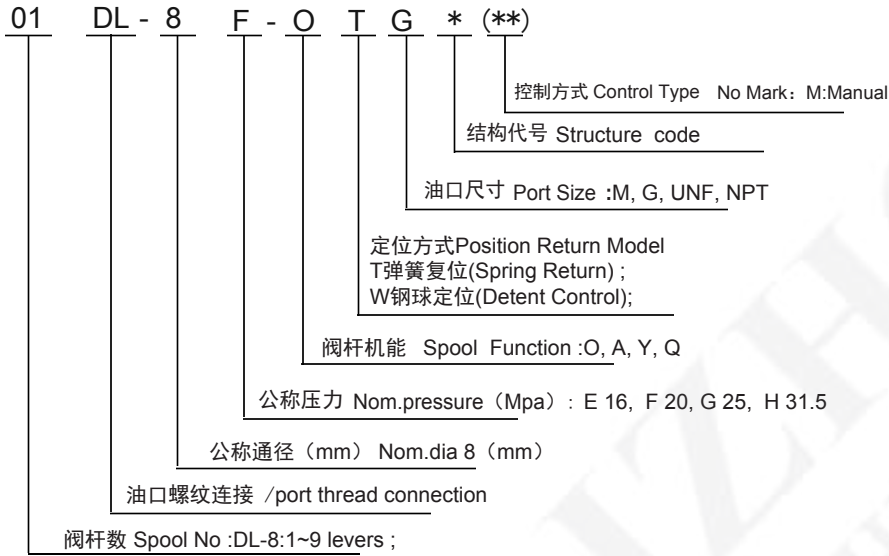 01 DL - 8 F - O T G * (**)
控制方式 Control Type No Mark：M:Manual
结构代号 Structure code
油口尺寸 Port Size :M, G, UNF, NPT
定位方式Position Return Model
T弹簧复位(Spring Return) ;
W钢球定位(Detent Control);
阀杆机能 Spool Function :O, A, Y, Q
公称压力 Nom.pressure（Mpa）: E 16, F 20, G 25, H 31.5
公称通径（mm） Nom.dia 8（mm）
油口螺纹连接 /port thread connection
阀杆数 Spool No :DL-8:1~9 levers ;